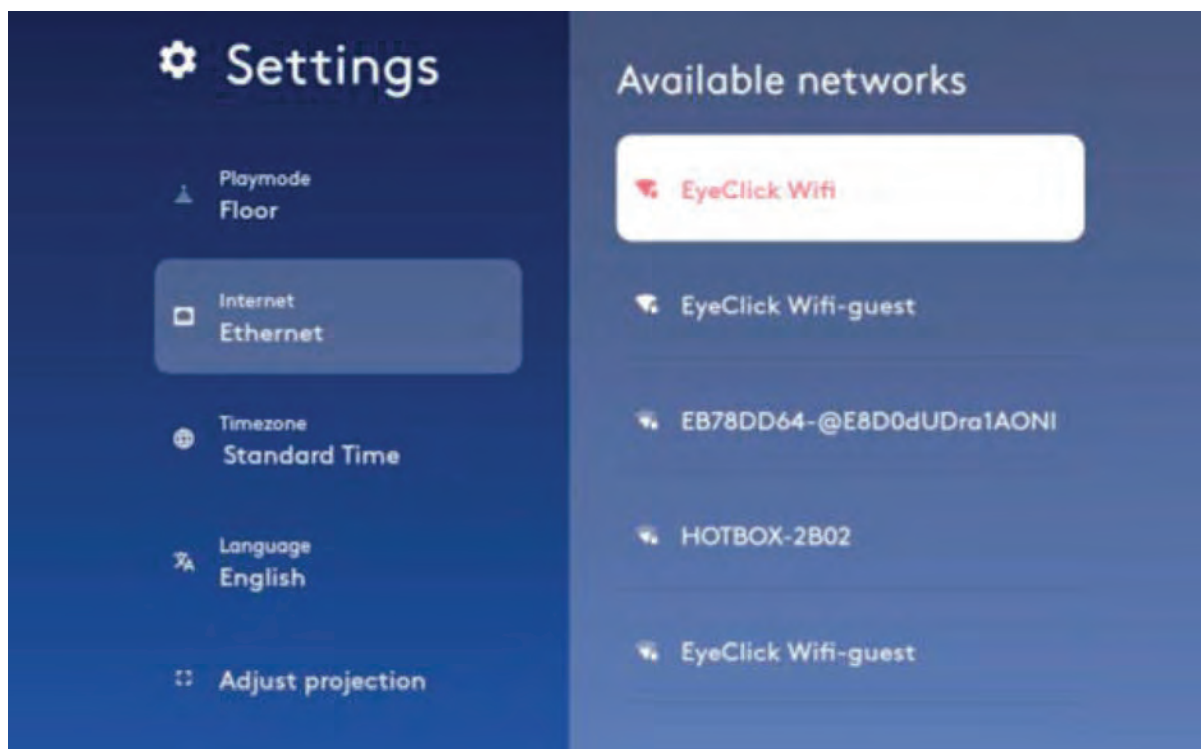 Settings
Playmode
Floor
Internet
Ethernet
Timezone
Standard Time
Language
English
Adjust projection
Available networks
EyeClick Wifi
EyeClick Wifi-guest
EB78DD64-@E8D0dUDra1AONI
HOTBOX-2B02
EyeClick Wifi-guest